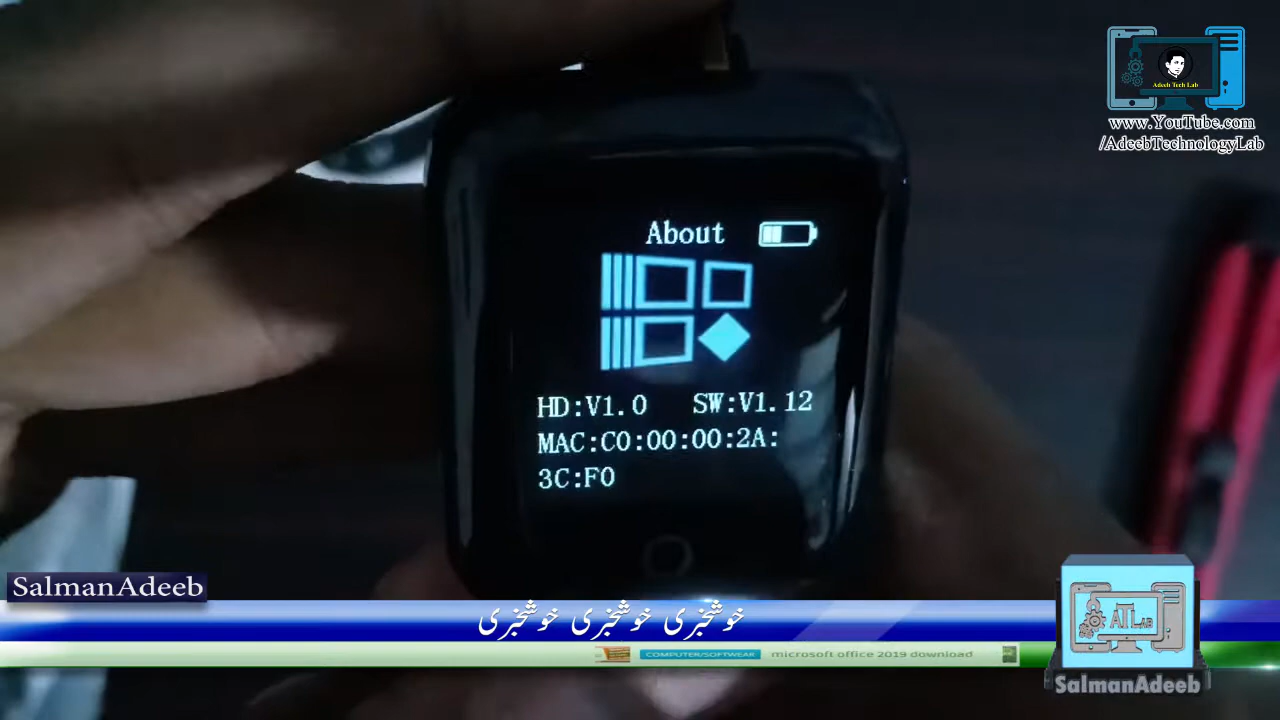 Adeeb Tech Lab
www.YouTube.com
/AdeebTechnologyLab
About
HD:V1.0 SW:V1.12
MAC:C0:00:00:2A:
3C:F0
SalmanAdeeb
خوشخبری خوشخبری خوشخبری
COMPUTER/SOFTWEAR microsoft office 2019 download
ATLAB
SalmanAdeeb